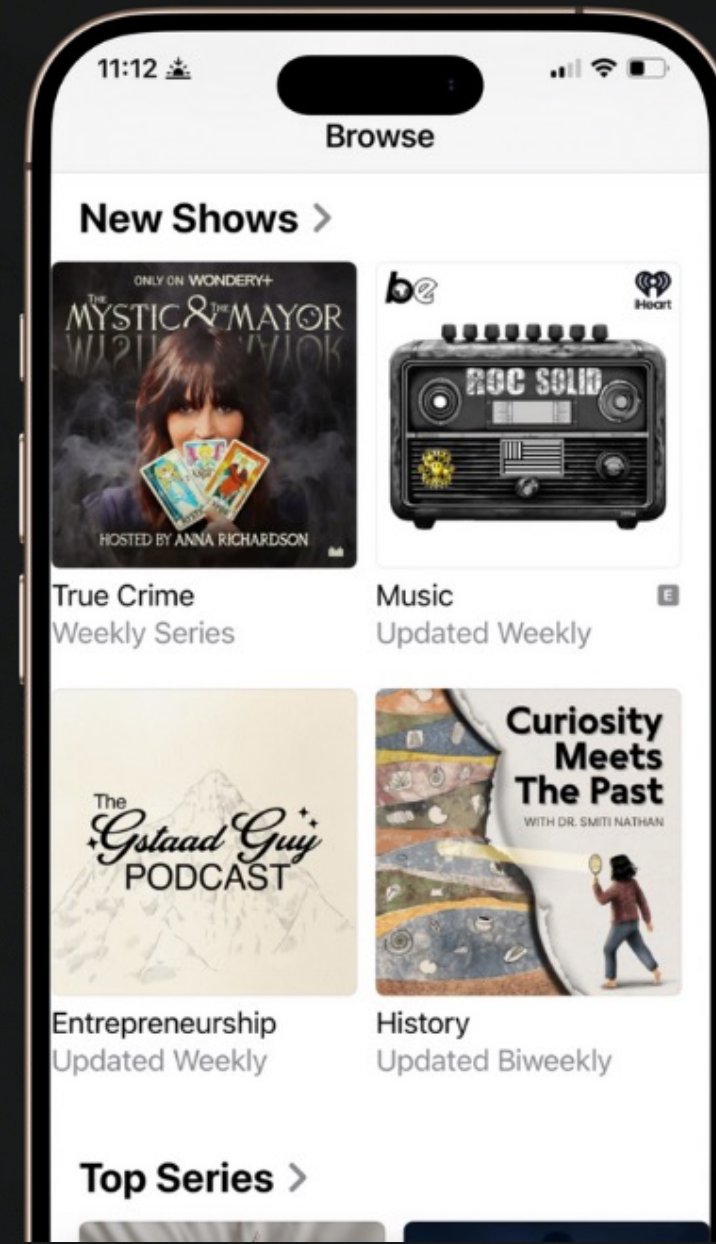 11:12
Browse
New Shows
ONLY ON WONDERY+
THE MYSTIC & THE MAYOR
HOSTED BY ANNA RICHARDSON
True Crime
Weekly Series
be
iHeart
ROC SOLID
Music
E
Updated Weekly
The
Gstaad Guy
PODCAST
Entrepreneurship
Updated Weekly
Curiosity
Meets
The Past
WITH DR. SMITI NATHAN
History
Updated Biweekly
Top Series